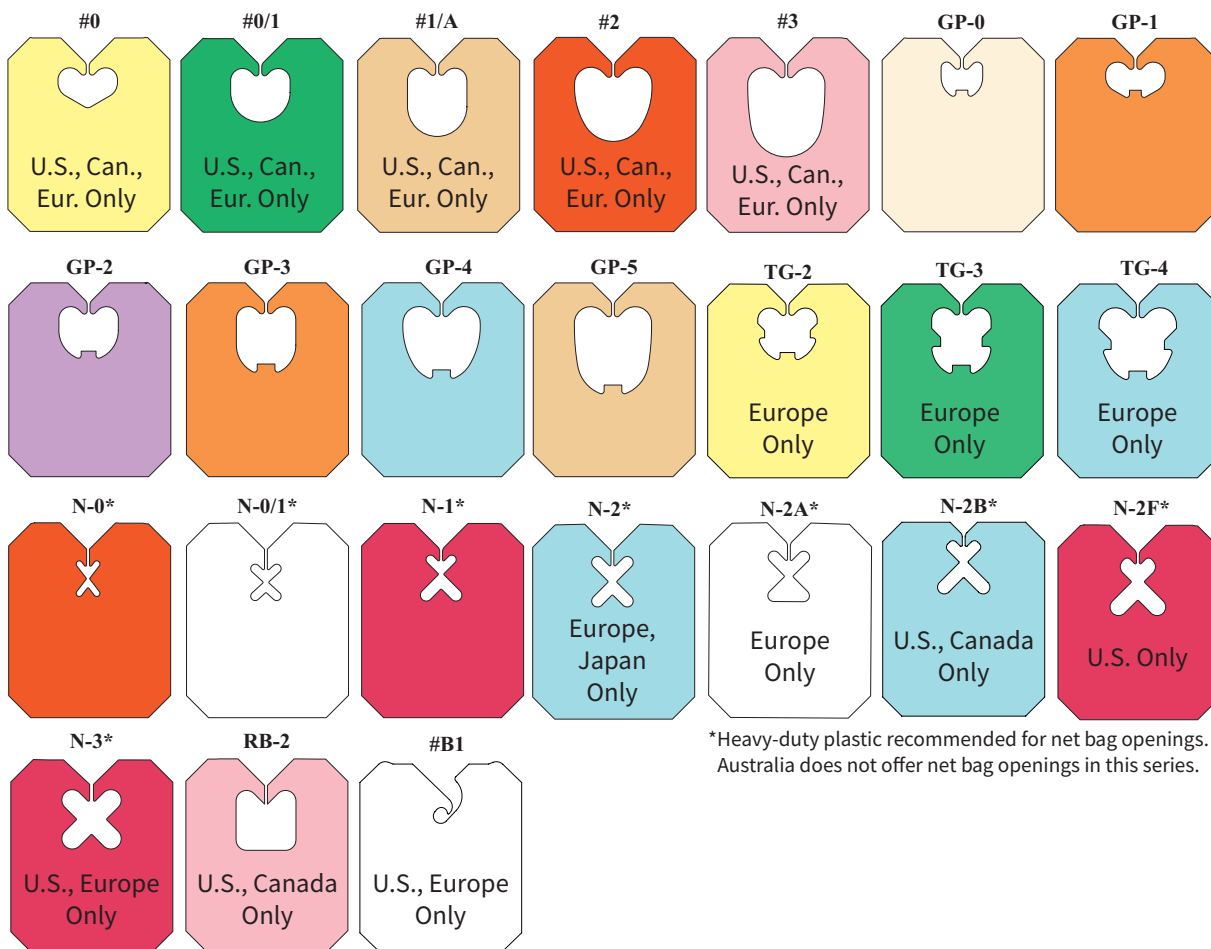 #0
#0/1
#1/A
#2
#3
GP-0
GP-1
U.S., Can.,
Eur. Only
U.S., Can.,
Eur. Only
U.S., Can.,
Eur. Only
U.S., Can.,
Eur. Only
U.S., Can.,
Eur. Only
GP-2
GP-3
GP-4
GP-5
TG-2
TG-3
TG-4
Europe
Only
Europe
Only
Europe
Only
N-0*
N-0/1*
N-1*
N-2*
N-2A*
N-2B*
N-2F*
Europe,
Japan
Only
Europe
Only
U.S., Canada
Only
U.S. Only
N-3*
RB-2
#B1
*Heavy-duty plastic recommended for net bag openings.
Australia does not offer net bag openings in this series.
U.S., Europe
Only
U.S., Canada
Only
U.S., Europe
Only